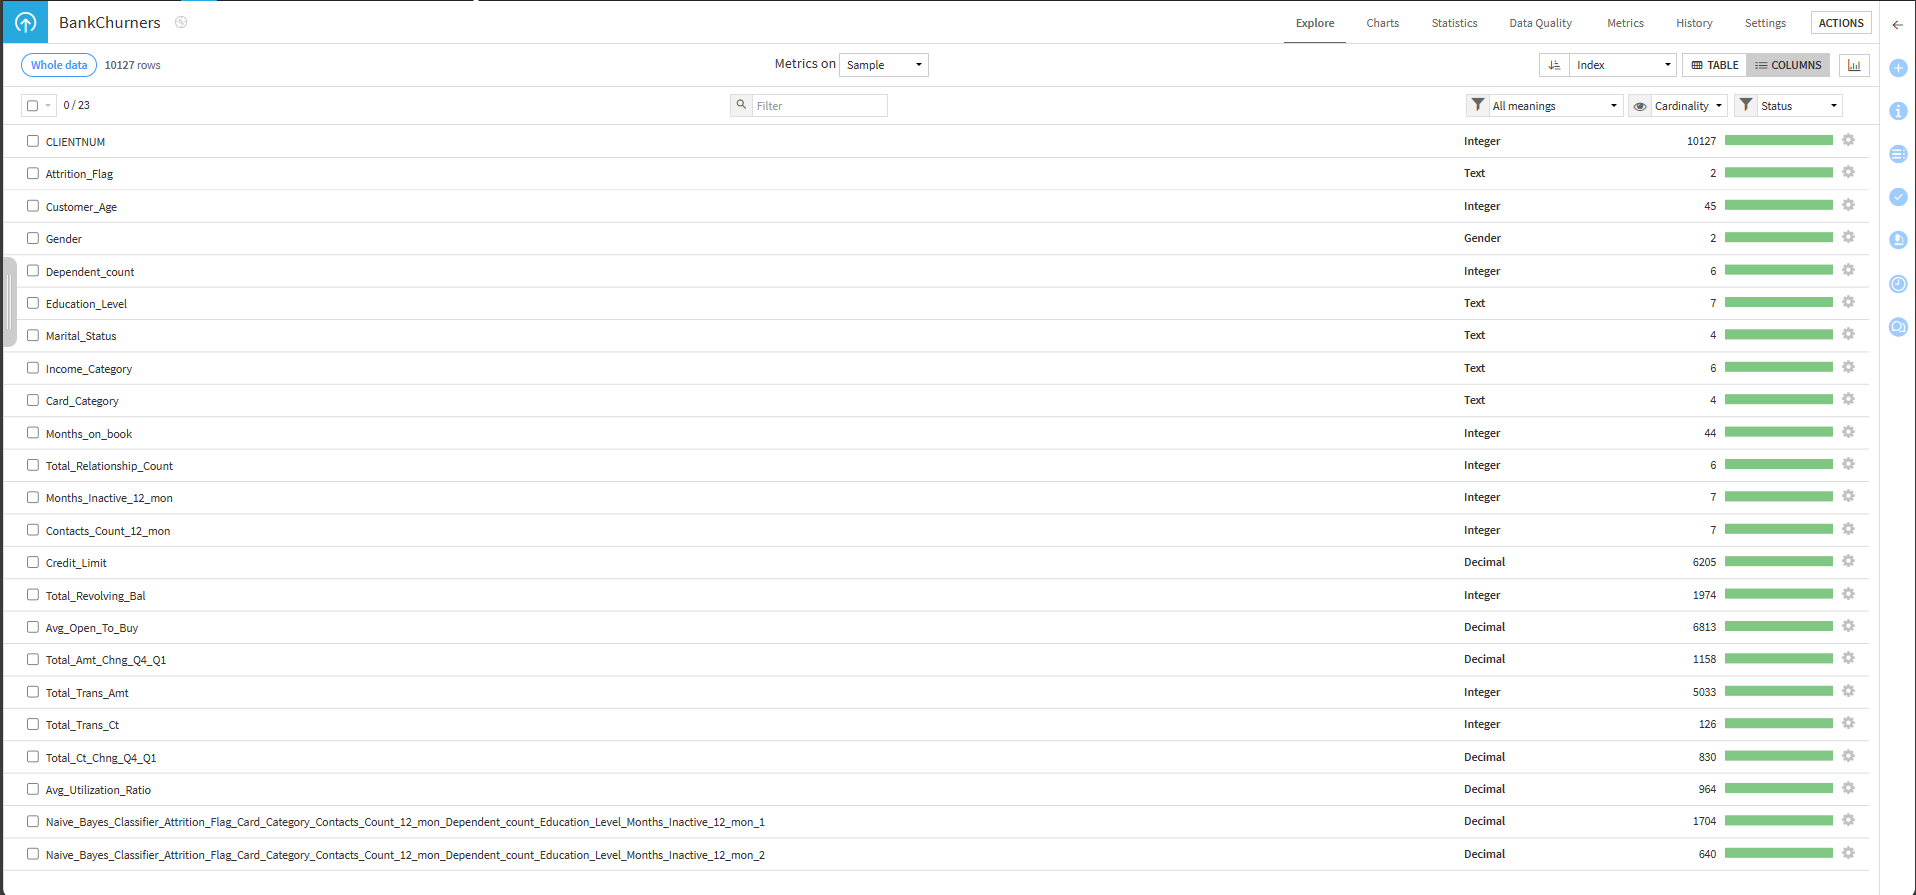 BankChurners Explore Charts Statistics Data Quality Metrics History Settings ACTIONS
Whole data 10127 rows Metrics on Sample Index TABLE COLUMNS
0 / 23 Filter All meanings Cardinality Status
CLIENTNUM Integer 10127
Attrition_Flag Text 2
Customer_Age Integer 45
Gender Gender 2
Dependent_count Integer 6
Education_Level Text 7
Marital_Status Text 4
Income_Category Text 6
Card_Category Text 4
Months_on_book Integer 44
Total_Relationship_Count Integer 6
Months_Inactive_12_mon Integer 7
Contacts_Count_12_mon Integer 7
Credit_Limit Decimal 6205
Total_Revolving_Bal Integer 1974
Avg_Open_To_Buy Decimal 6813
Total_Amt_Chng_Q4_Q1 Decimal 1158
Total_Trans_Amt Integer 5033
Total_Trans_Ct Integer 126
Total_Ct_Chng_Q4_Q1 Decimal 830
Avg_Utilization_Ratio Decimal 964
Naive_Bayes_Classifier_Attrition_Flag_Card_Category_Contacts_Count_12_mon_Dependent_count_Education_Level_Months_Inactive_12_mon_1 Decimal 1704
Naive_Bayes_Classifier_Attrition_Flag_Card_Category_Contacts_Count_12_mon_Dependent_count_Education_Level_Months_Inactive_12_mon_2 Decimal 640